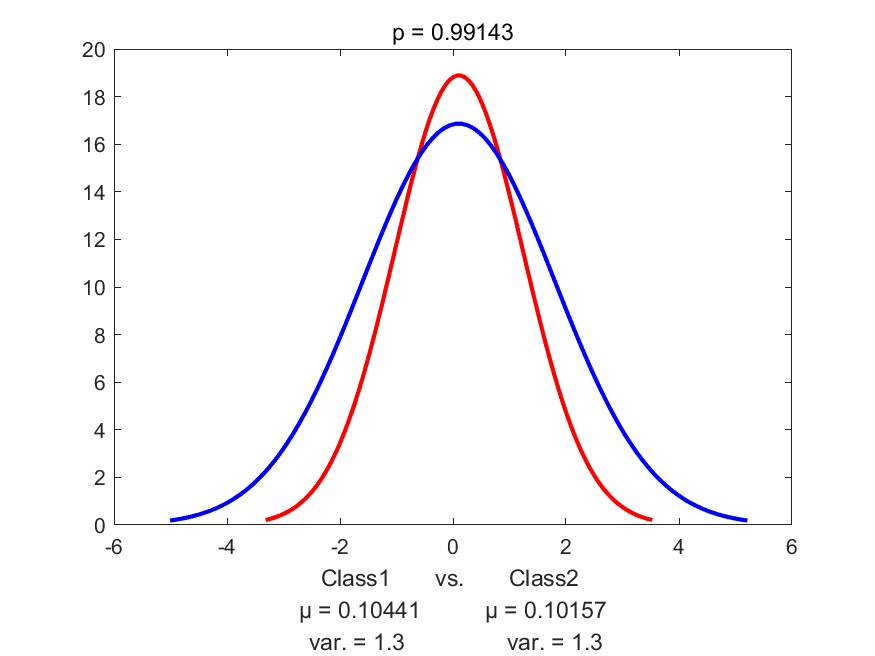 p = 0.99143
20
18
16
14
12
10
8
6
4
2
0
-6 -4 -2 0 2 4 6
Class1 vs. Class2
μ = 0.10441 μ = 0.10157
var. = 1.3 var. = 1.3